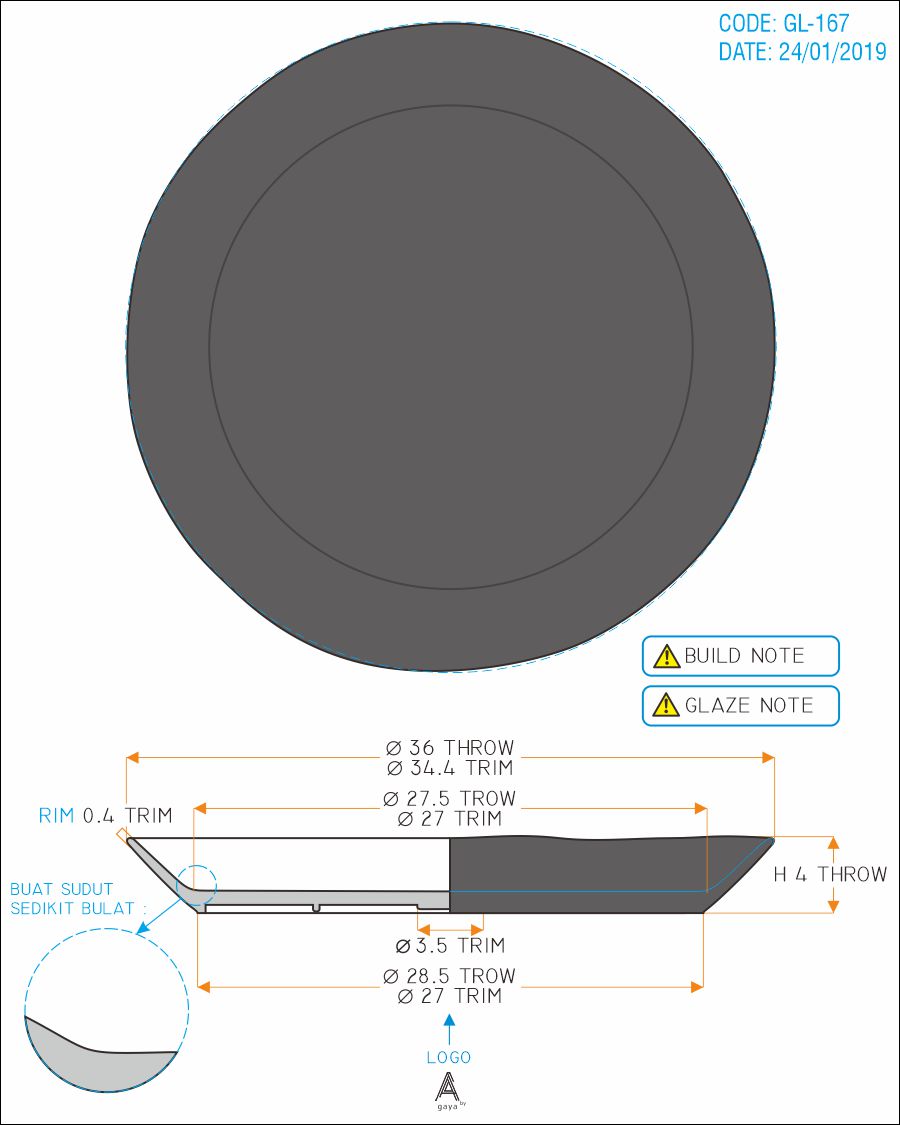 CODE: GL-167
DATE: 24/01/2019
BUILD NOTE
GLAZE NOTE
Ø 36 THROW
Ø 34.4 TRIM
Ø 27.5 TROW
Ø 27 TRIM
RIM 0.4 TRIM
H 4 THROW
BUAT SUDUT
SEDIKIT BULAT :
Ø 3.5 TRIM
Ø 28.5 TROW
Ø 27 TRIM
LOGO
gaya by